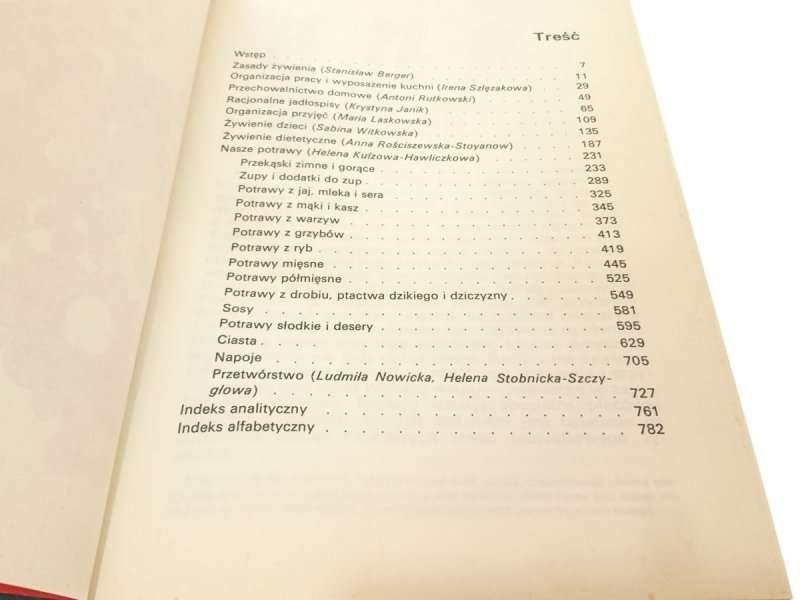 Treść
Wstęp . . . . . . . . . . . . . . . . 7
Zasady żywienia (Stanisław Berger) . . . . . . . . . 11
Organizacja pracy i wyposażenie kuchni (Irena Szlęzakowa) . . 29
Przechowalnictwo domowe (Antoni Rutkowski) . . . . . . 49
Racjonalne jadłospisy (Krystyna Janik) . . . . . . . . 65
Organizacja przyjęć (Maria Laskowska) . . . . . . . . 109
Żywienie dzieci (Sabina Witkowska) . . . . . . . . . 135
Żywienie dietetyczne (Anna Rościszewska-Stoyanow) . . . . 187
Nasze potrawy (Helena Kulzowa-Hawliczkowa) . . . . . . 231
Przekąski zimne i gorące . . . . . . . . . . . 233
Zupy i dodatki do zup . . . . . . . . . . . . 289
Potrawy z jaj, mleka i sera . . . . . . . . . . 325
Potrawy z mąki i kasz . . . . . . . . . . . . 345
Potrawy z warzyw . . . . . . . . . . . . . 373
Potrawy z grzybów . . . . . . . . . . . . . 413
Potrawy z ryb . . . . . . . . . . . . . . 419
Potrawy mięsne . . . . . . . . . . . . . . 445
Potrawy półmięsne . . . . . . . . . . . . . 525
Potrawy z drobiu, ptactwa dzikiego i dziczyzny . . . . . 549
Sosy . . . . . . . . . . . . . . . . . 581
Potrawy słodkie i desery . . . . . . . . . . . 595
Ciasta . . . . . . . . . . . . . . . . 629
Napoje . . . . . . . . . . . . . . . . 705
Przetwórstwo (Ludmiła Nowicka, Helena Stobnicka-Szczy-
głowa) . . . . . . . . . . . . . . . . 727
Indeks analityczny . . . . . . . . . . . . . . 761
Indeks alfabetyczny . . . . . . . . . . . . . . 782